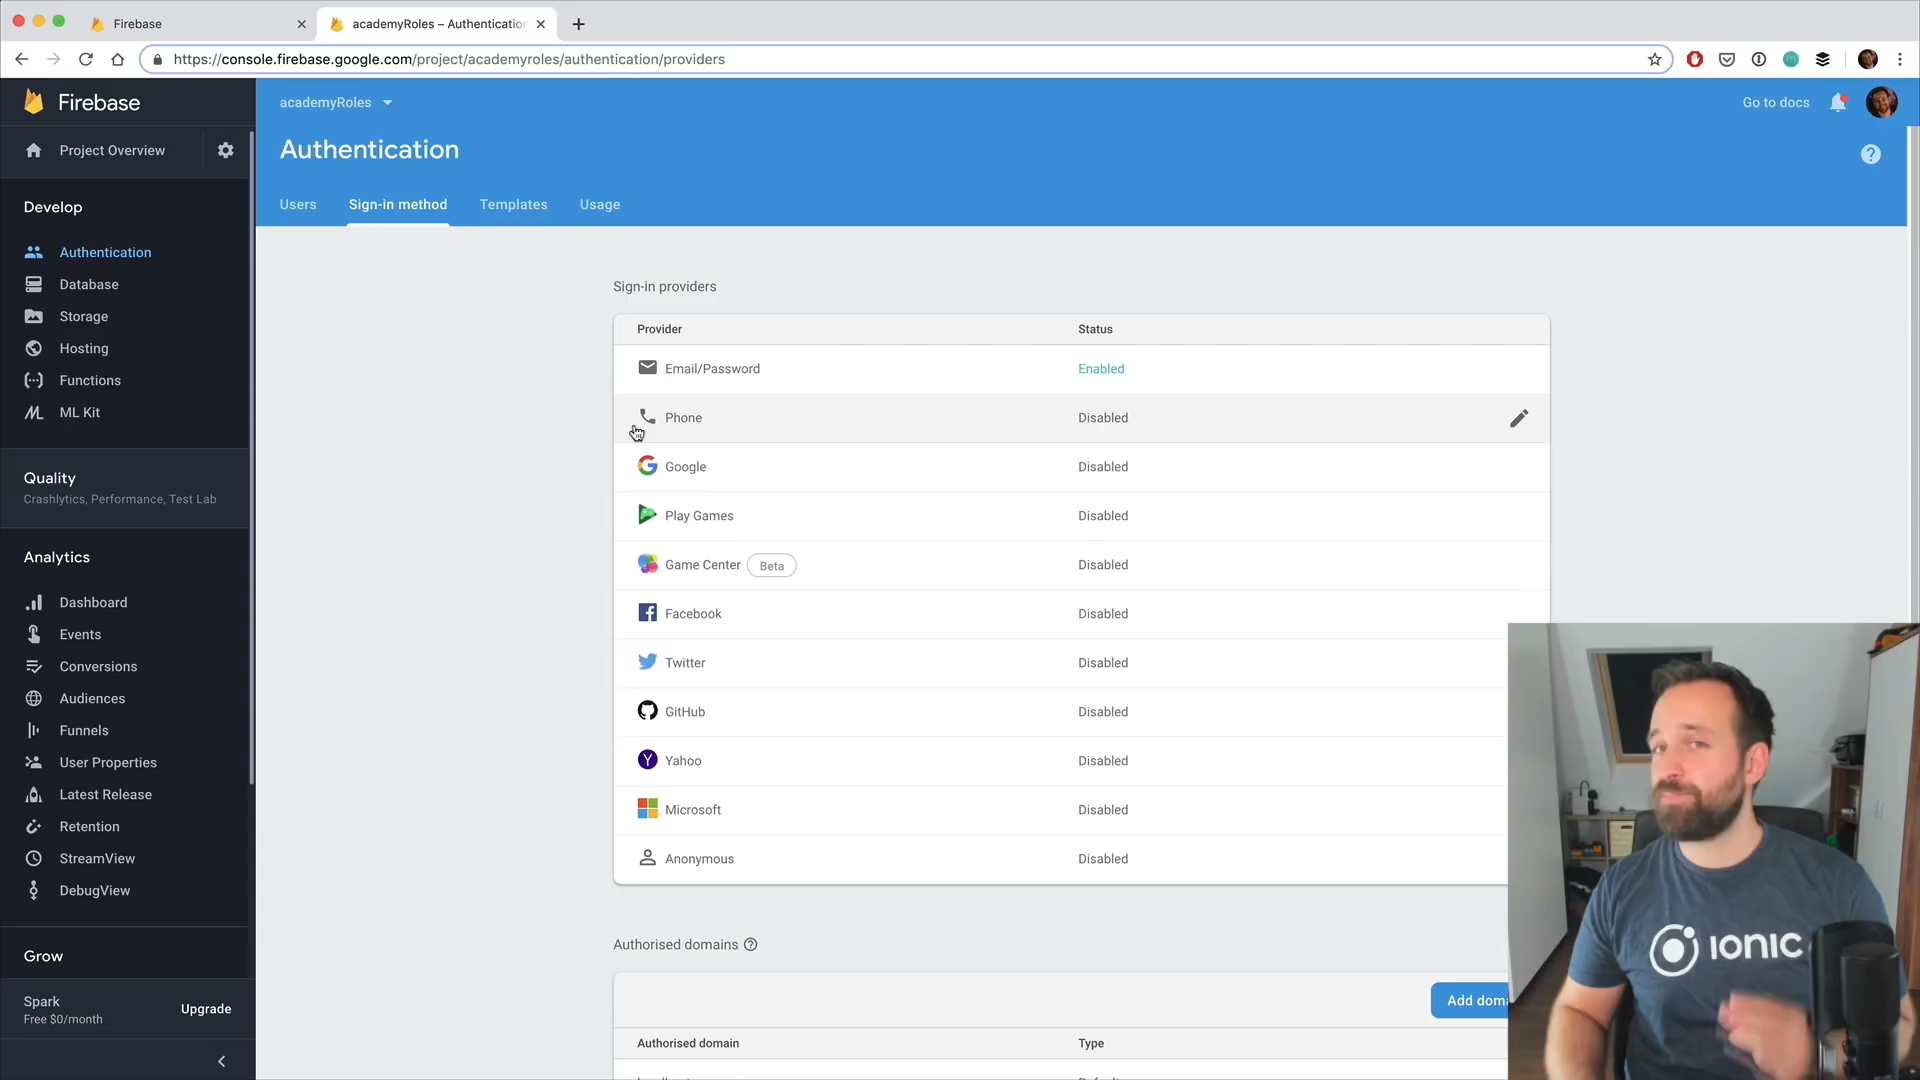 Firebase
academyRoles – Authentication
https://console.firebase.google.com/project/academyroles/authentication/providers
Firebase
academyRoles
Go to docs
Project Overview
Authentication
Users
Sign-in method
Templates
Usage
Develop
Authentication
Database
Storage
Hosting
Functions
ML Kit
Quality
Crashlytics, Performance, Test Lab
Analytics
Dashboard
Events
Conversions
Audiences
Funnels
User Properties
Latest Release
Retention
StreamView
DebugView
Grow
Spark
Free $0/month
Upgrade
Sign-in providers
Provider Status
Email/Password Enabled
Phone Disabled
Google Disabled
Play Games Disabled
Game Center Beta Disabled
Facebook Disabled
Twitter Disabled
GitHub Disabled
Yahoo Disabled
Microsoft Disabled
Anonymous Disabled
Authorised domains
Add doma
Authorised domain Type
IONIC